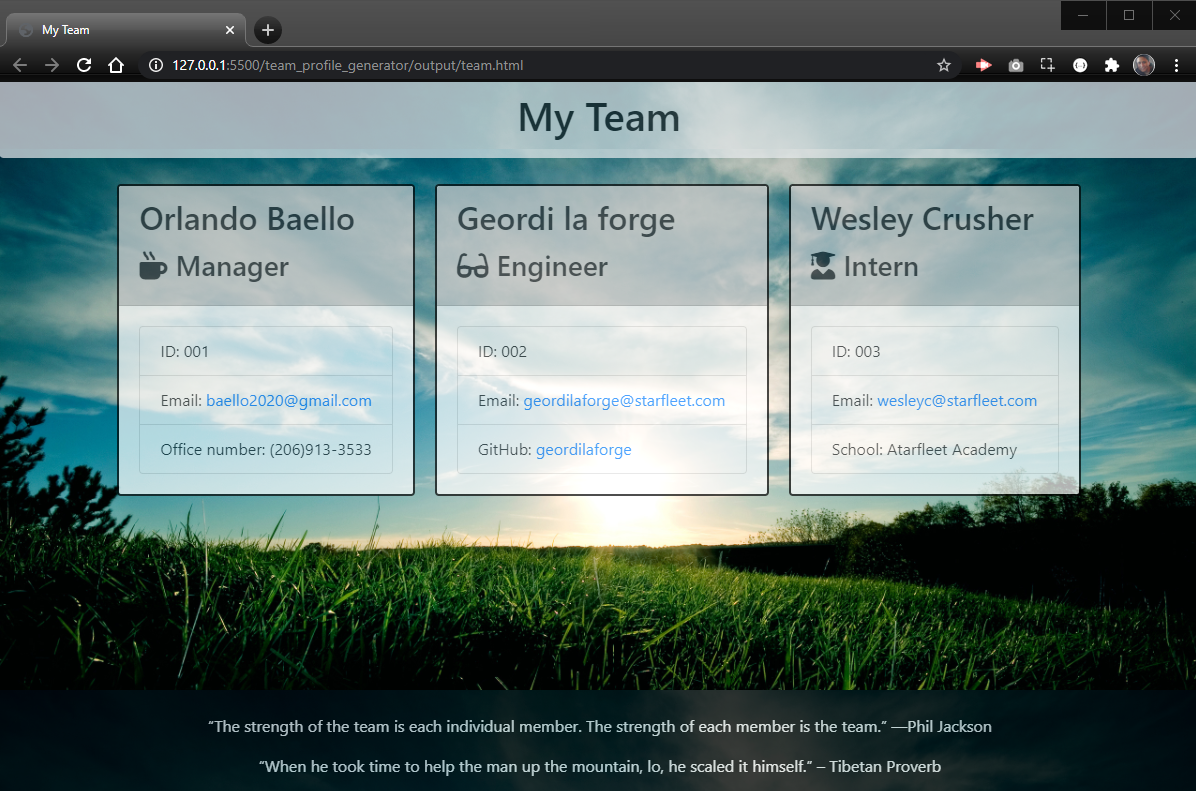 My Team
127.0.0.1:5500/team_profile_generator/output/team.html
My Team
Orlando Baello
Manager
ID: 001
Email: baello2020@gmail.com
Office number: (206)913-3533
Geordi la forge
Engineer
ID: 002
Email: geordilaforge@starfleet.com
GitHub: geordilaforge
Wesley Crusher
Intern
ID: 003
Email: wesleyc@starfleet.com
School: Atarfleet Academy
“The strength of the team is each individual member. The strength of each member is the team.” —Phil Jackson
“When he took time to help the man up the mountain, lo, he scaled it himself.” – Tibetan Proverb